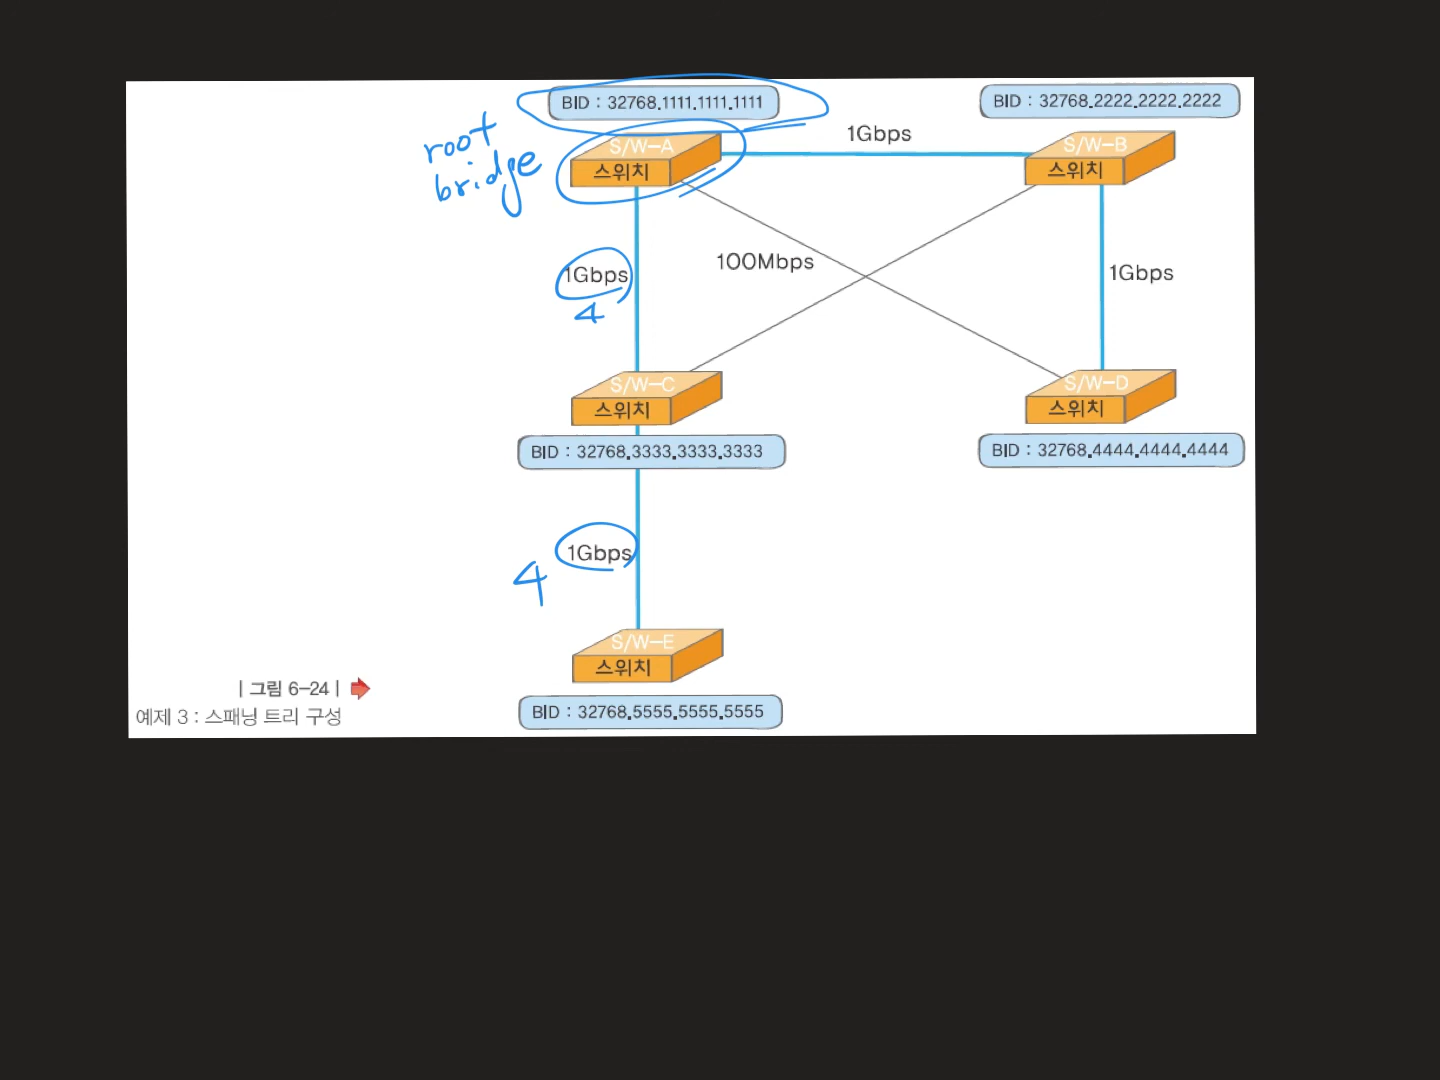 BID : 32768.1111.1111.1111
BID : 32768.2222.2222.2222
root
bridge
S/W-A
스위치
1Gbps
S/W-B
스위치
1Gbps
4
100Mbps
1Gbps
S/W-C
스위치
S/W-D
스위치
BID : 32768.3333.3333.3333
BID : 32768.4444.4444.4444
1Gbps
4
S/W-E
스위치
| 그림 6-24 |
예제 3 : 스패닝 트리 구성
BID : 32768.5555.5555.5555